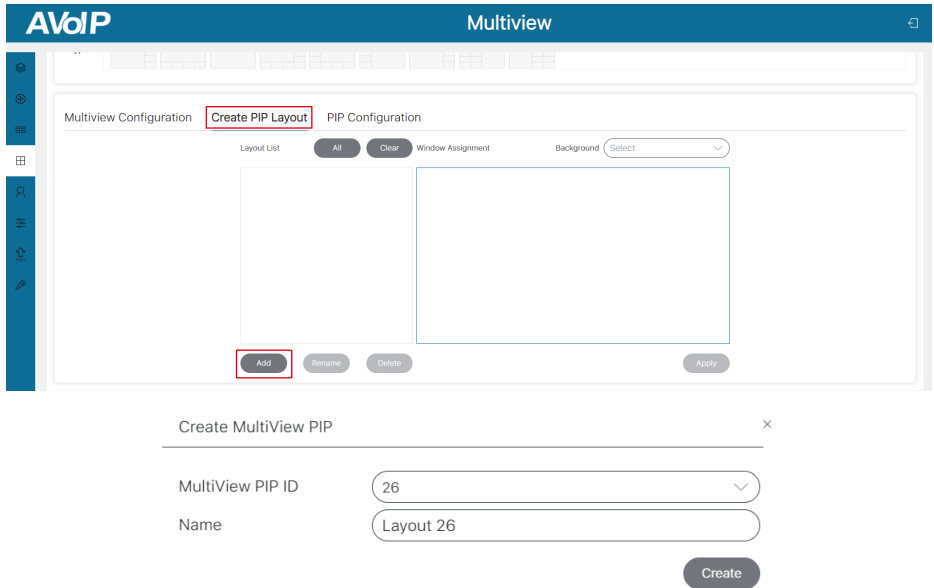 AVoIP
Multiview
Multiview Configuration Create PIP Layout PIP Configuration
Layout List All Clear Window Assignment Background Select
Add Rename Delete Apply
Create MultiView PIP
MultiView PIP ID 26
Name Layout 26
Create